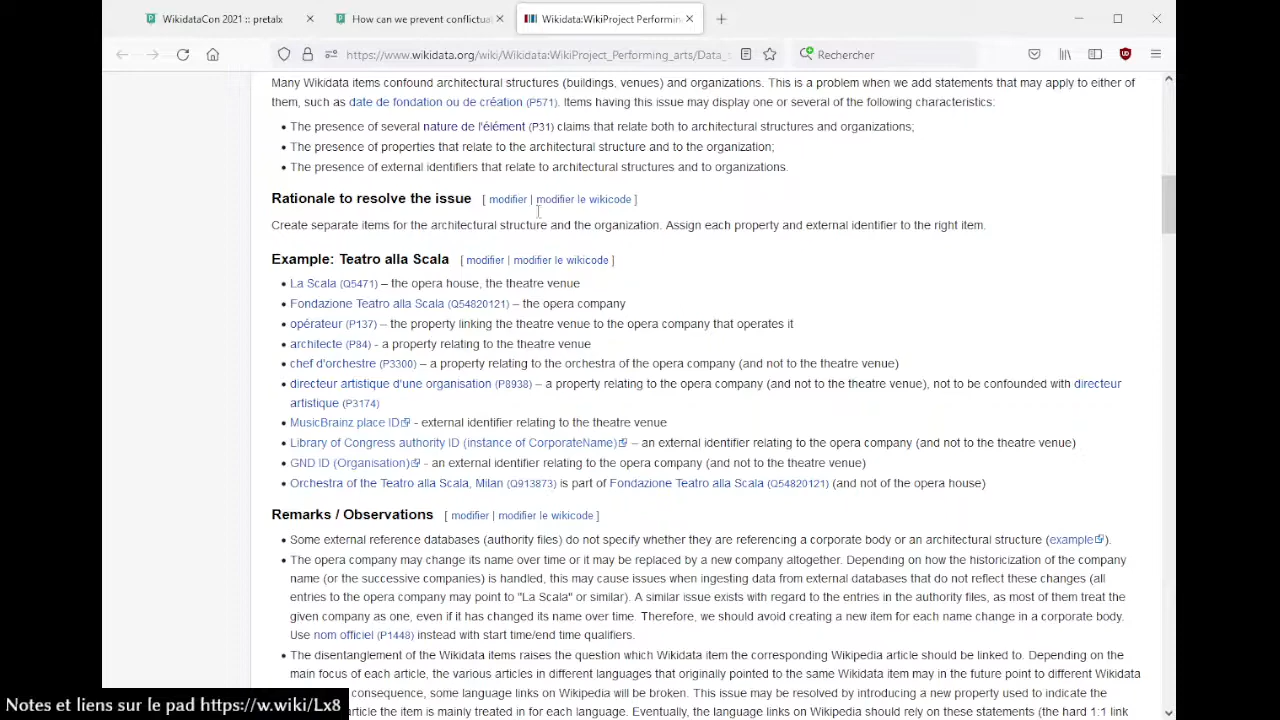 WikidataCon 2021 :: pretalx
How can we prevent conflictual
Wikidata:WikiProject Performin
https://www.wikidata.org/wiki/Wikidata:WikiProject_Performing_arts/Data_
Rechercher
Many Wikidata items confound architectural structures (buildings, venues) and organizations. This is a problem when we add statements that may apply to either of
them, such as date de fondation ou de création (P571). Items having this issue may display one or several of the following characteristics:
• The presence of several nature de l'élément (P31) claims that relate both to architectural structures and organizations;
• The presence of properties that relate to the architectural structure and to the organization;
• The presence of external identifiers that relate to architectural structures and to organizations.
Rationale to resolve the issue [ modifier | modifier le wikicode ]
Create separate items for the architectural structure and the organization. Assign each property and external identifier to the right item.
Example: Teatro alla Scala [ modifier | modifier le wikicode ]
• La Scala (Q5471) – the opera house, the theatre venue
• Fondazione Teatro alla Scala (Q54820121) – the opera company
• opérateur (P137) – the property linking the theatre venue to the opera company that operates it
• architecte (P84) - a property relating to the theatre venue
• chef d'orchestre (P3300) – a property relating to the orchestra of the opera company (and not to the theatre venue)
• directeur artistique d'une organisation (P8938) – a property relating to the opera company (and not to the theatre venue), not to be confounded with directeur
artistique (P3174)
• MusicBrainz place ID - external identifier relating to the theatre venue
• Library of Congress authority ID (instance of CorporateName) – an external identifier relating to the opera company (and not to the theatre venue)
• GND ID (Organisation) - an external identifier relating to the opera company (and not to the theatre venue)
• Orchestra of the Teatro alla Scala, Milan (Q913873) is part of Fondazione Teatro alla Scala (Q54820121) (and not of the opera house)
Remarks / Observations [ modifier | modifier le wikicode ]
• Some external reference databases (authority files) do not specify whether they are referencing a corporate body or an architectural structure (example).
• The opera company may change its name over time or it may be replaced by a new company altogether. Depending on how the historicization of the company
name (or the successive companies) is handled, this may cause issues when ingesting data from external databases that do not reflect these changes (all
entries to the opera company may point to "La Scala" or similar). A similar issue exists with regard to the entries in the authority files, as most of them treat the
given company as one, even if it has changed its name over time. Therefore, we should avoid creating a new item for each name change in a corporate body.
Use nom officiel (P1448) instead with start time/end time qualifiers.
• The disentanglement of the Wikidata items raises the question which Wikidata item the corresponding Wikipedia article should be linked to. Depending on the
main focus of each article, the various articles in different languages that originally pointed to the same Wikidata item may in the future point to different Wikidata
consequence, some language links on Wikipedia will be broken. This issue may be resolved by introducing a new property used to indicate the
article the item is mainly treated in for each language. Eventually, the language links on Wikipedia should rely on these statements (the hard 1:1 link
Notes et liens sur le pad https://w.wiki/Lx8